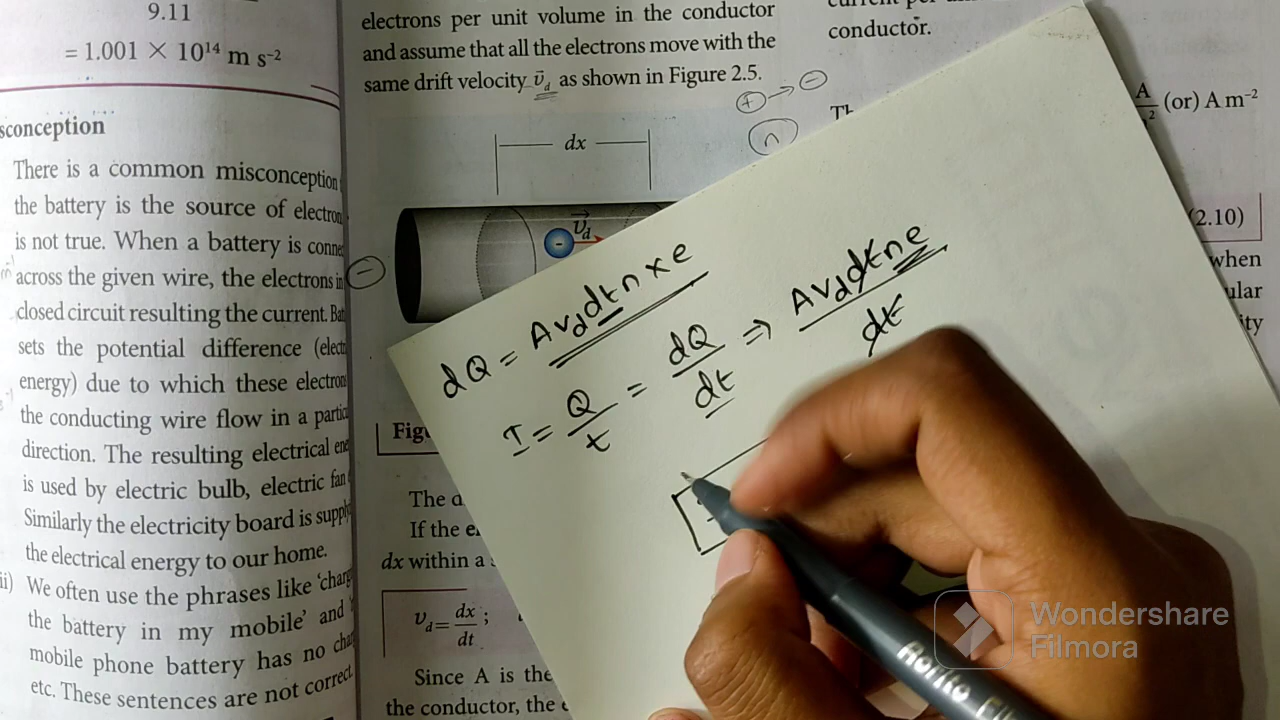 9.11
= 1.001 × 10¹⁴ m s⁻²
sconception
There is a common misconception
the battery is the source of electron
is not true. When a battery is conne
across the given wire, the electrons in
closed circuit resulting the current. Bat
sets the potential difference (electr
energy) due to which these electron
the conducting wire flow in a partic
direction. The resulting electrical ene
is used by electric bulb, electric fan
Similarly the electricity board is suppl
the electrical energy to our home.
ii) We often use the phrases like ‘charg
the battery in my mobile’ and ‘
mobile phone battery has no cha
etc. These sentences are not correct
electrons per unit volume in the conductor
and assume that all the electrons move with the
same drift velocity v⃗d as shown in Figure 2.5.
+ → −
n
dx
v⃗d
-
−
Figu
The a
If the el
dx within a
vd = dx/dt ;
Since A is the
the conductor, the
conductor.
Th
A (or) A m⁻²
(2.10)
when
ular
ity
dQ = Avddtn×e
I = Q/t = dQ/dt ⇒ Avddtne/dt
Wondershare
Filmora